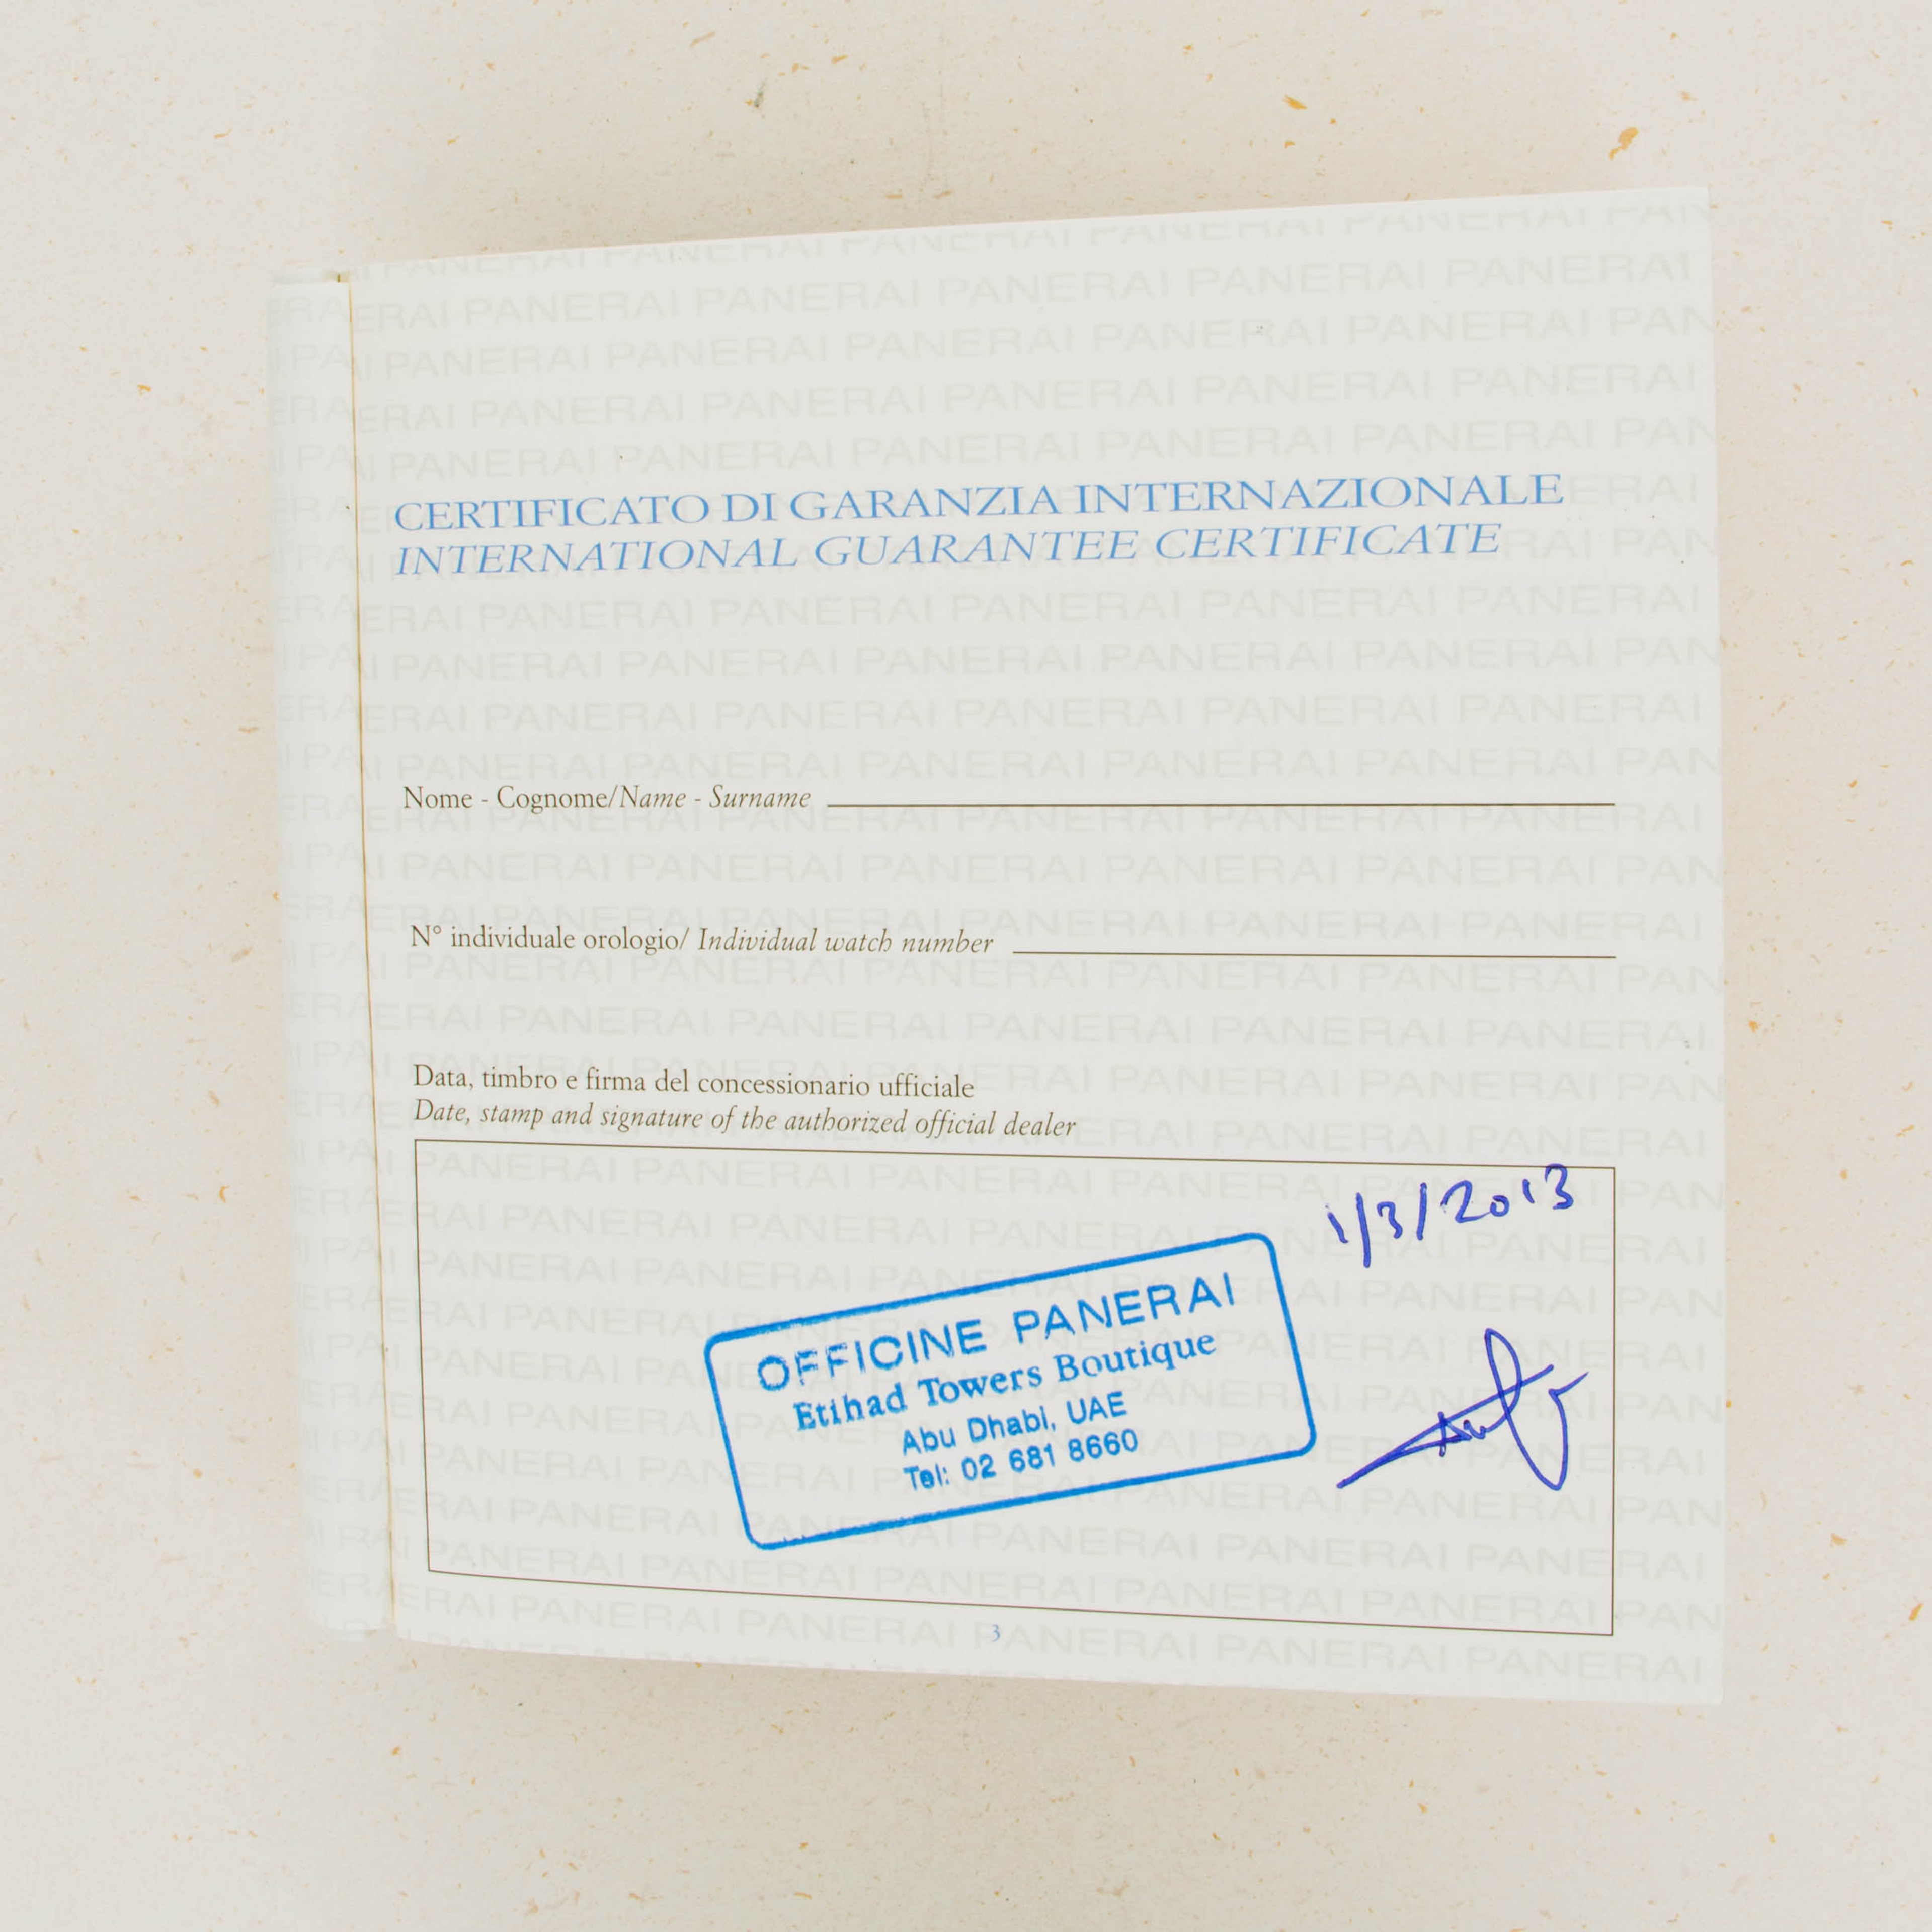 CERTIFICATO DI GARANZIA INTERNAZIONALE
INTERNATIONAL GUARANTEE CERTIFICATE
Nome - Cognome/Name - Surname
N° individuale orologio/ Individual watch number
Data, timbro e firma del concessionario ufficiale
Date, stamp and signature of the authorized official dealer
1/3/2013
OFFICINE PANERAI
Etihad Towers Boutique
Abu Dhabi, UAE
Tel: 02 681 8660
3